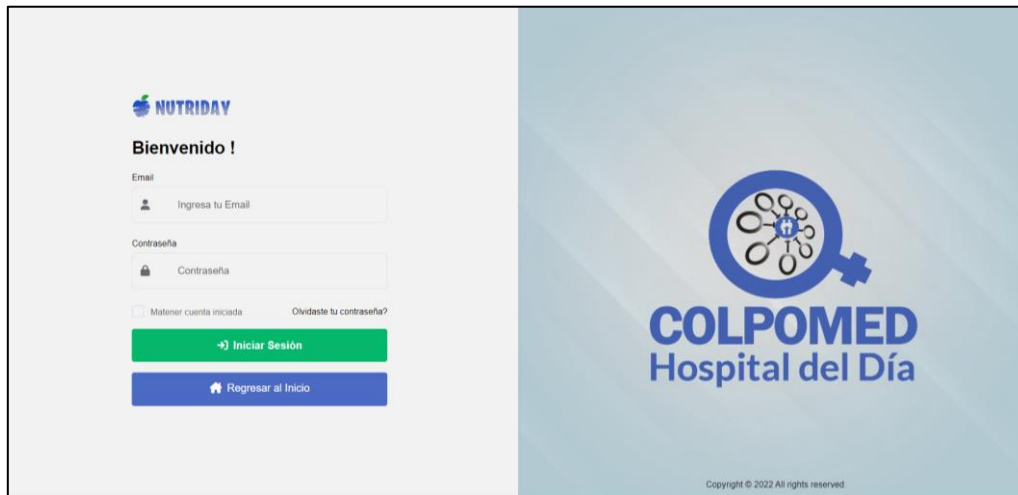 NUTRIDAY
Bienvenido !
Email
Ingresa tu Email
Contraseña
Contraseña
Matener cuenta iniciada
Olvidaste tu contraseña?
Iniciar Sesión
Regresar al Inicio
COLPOMED
Hospital del Día
Copyright © 2022 All rights reserved.